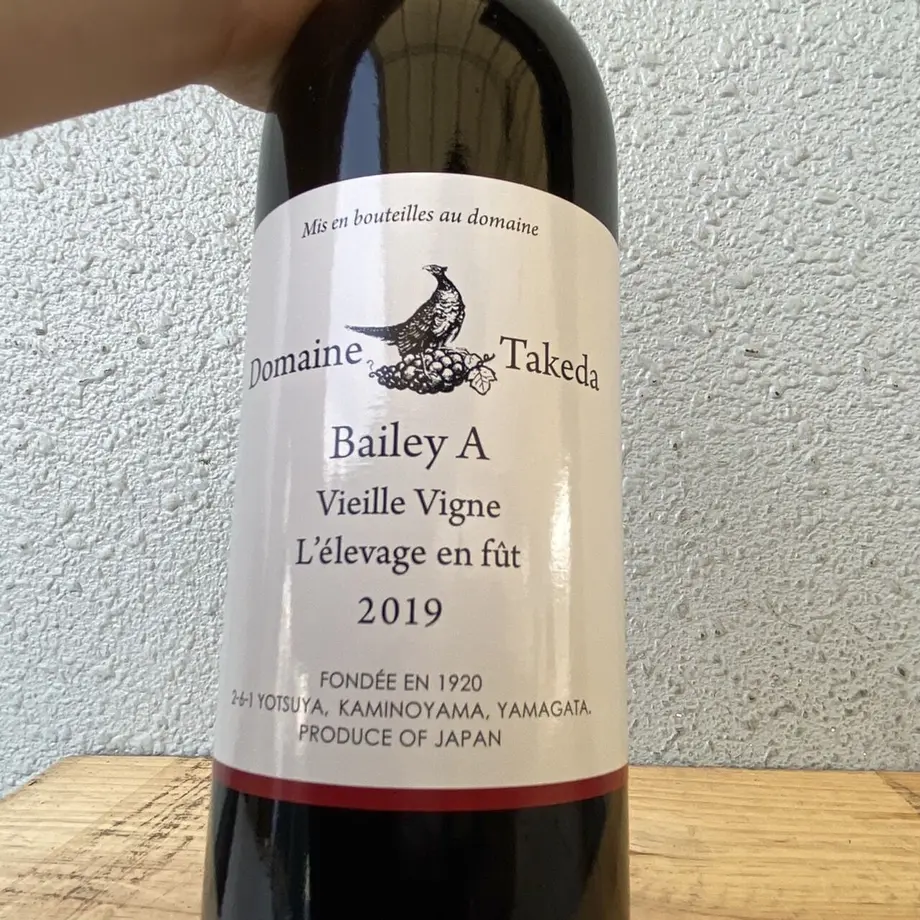 Mis en bouteilles au domaine
Domaine Takeda
Bailey A
Vieille Vigne
L'élevage en fût
2019
FONDÉE EN 1920
2-6-1 YOTSUYA, KAMINOYAMA, YAMAGATA.
PRODUCE OF JAPAN